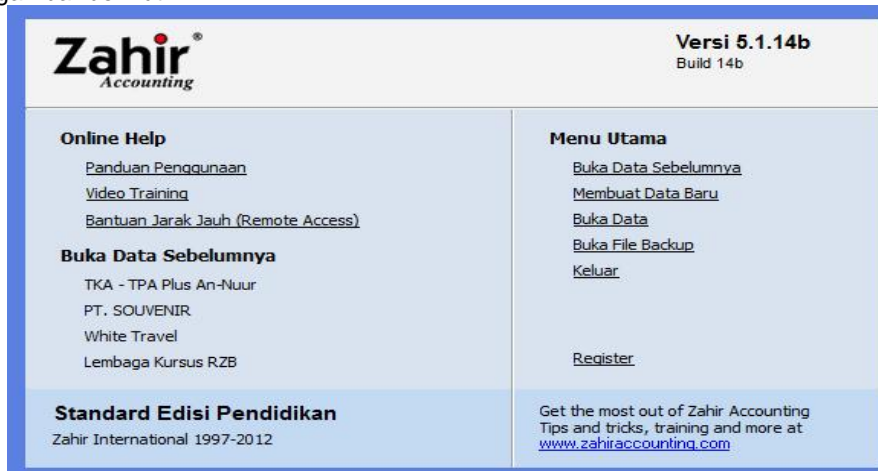 Zahir®
Accounting
Versi 5.1.14b
Build 14b
Online Help
Panduan Penggunaan
Video Training
Bantuan Jarak Jauh (Remote Access)
Buka Data Sebelumnya
TKA - TPA Plus An-Nuur
PT. SOUVENIR
White Travel
Lembaga Kursus RZB
Menu Utama
Buka Data Sebelumnya
Membuat Data Baru
Buka Data
Buka File Backup
Keluar
Register
Standard Edisi Pendidikan
Zahir International 1997-2012
Get the most out of Zahir Accounting
Tips and tricks, training and more at
www.zahiraccounting.com